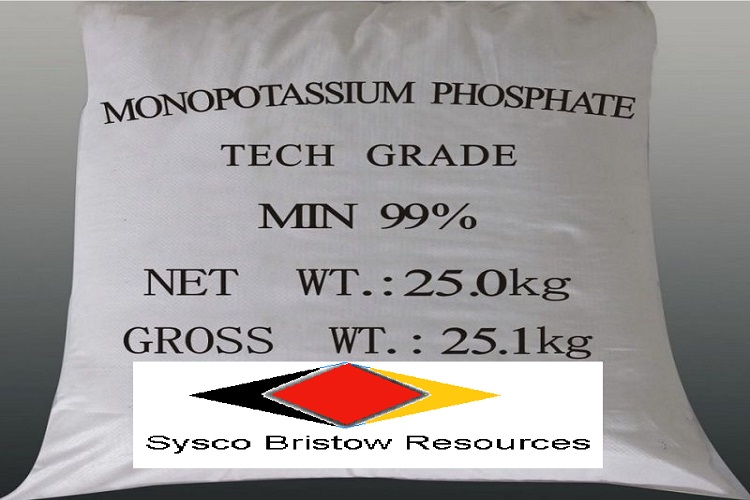 MONOPOTASSIUM PHOSPHATE
TECH GRADE
MIN 99%
NET WT.:25.0kg
GROSS WT.:25.1kg
Sysco Bristow Resources